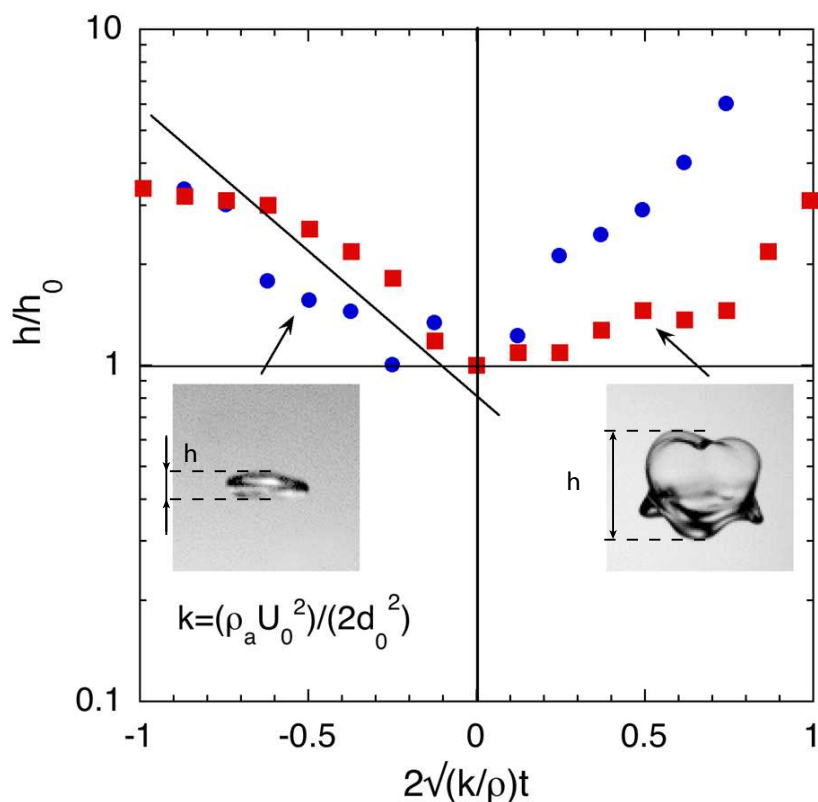 10
h/h₀
1
h
h
k=(ρₐU₀²)/(2d₀²)
0.1
-1 -0.5 0 0.5 1
2√(k/ρ)t